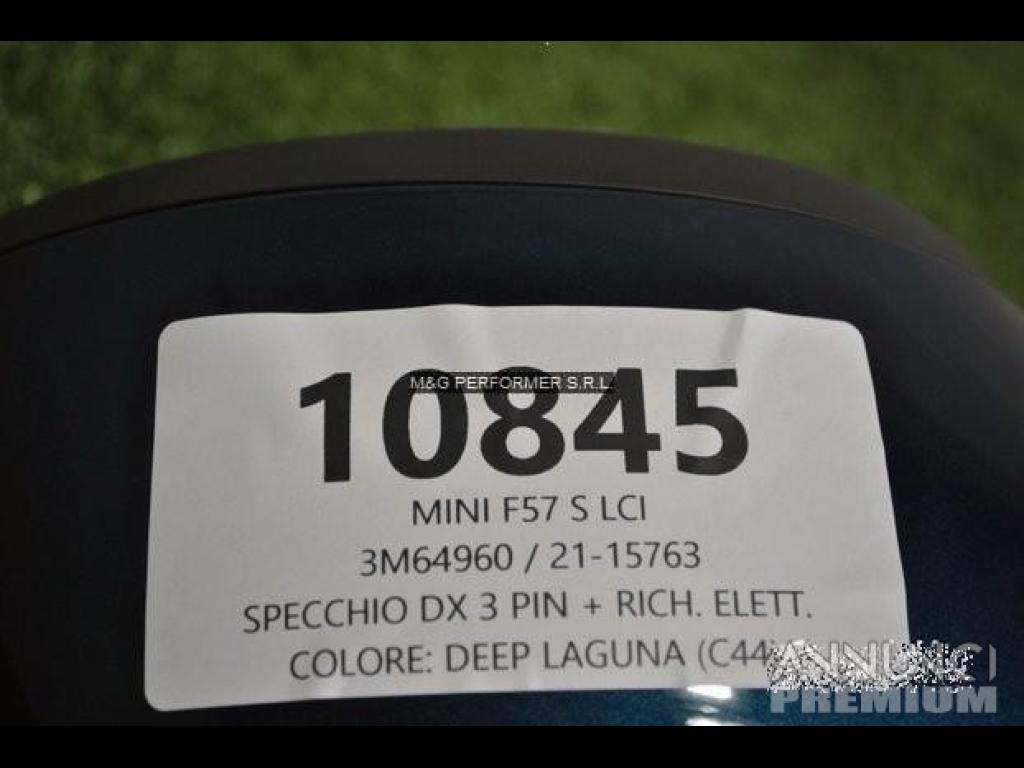 10845
M&G PERFORMER S.R.L.
MINI F57 S LCI
3M64960 / 21-15763
SPECCHIO DX 3 PIN + RICH. ELETT.
COLORE: DEEP LAGUNA (C44)
ANNUNCI
PREMIUM